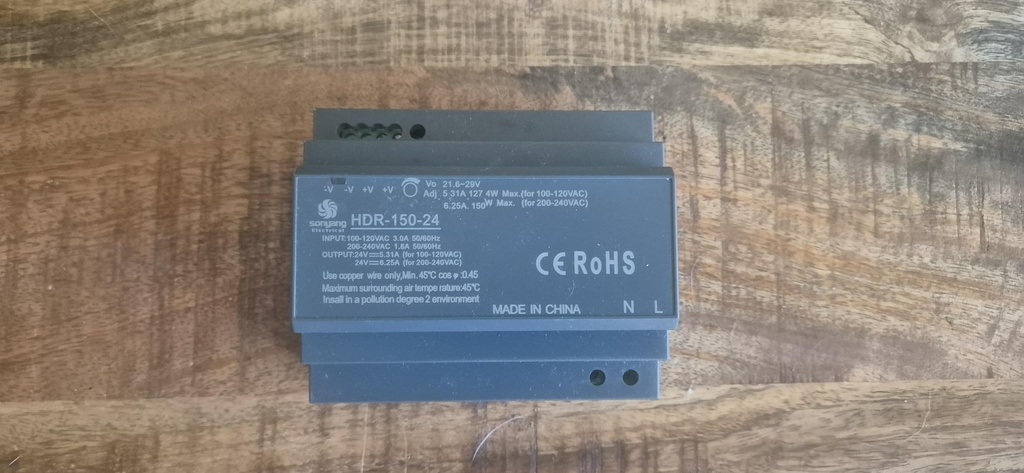 -V -V +V +V Vo Adj 21.6~29V
5.31A 127.4W Max.(for 100-120VAC)
6.25A. 150W Max. (for 200-240VAC)
sonyang
Electrical
HDR-150-24
INPUT:100-120VAC 3.0A 50/60Hz
200-240VAC 1.6A 50/60Hz
OUTPUT:24V⎓5.31A (for 100-120VAC)
24V⎓6.25A (for 200-240VAC)
Use copper wire only,Min. 45℃ cos φ :0.45
Maximum surrounding air tempe rature:45℃
Insall in a pollution degree 2 environment
CE RoHS
MADE IN CHINA
N L